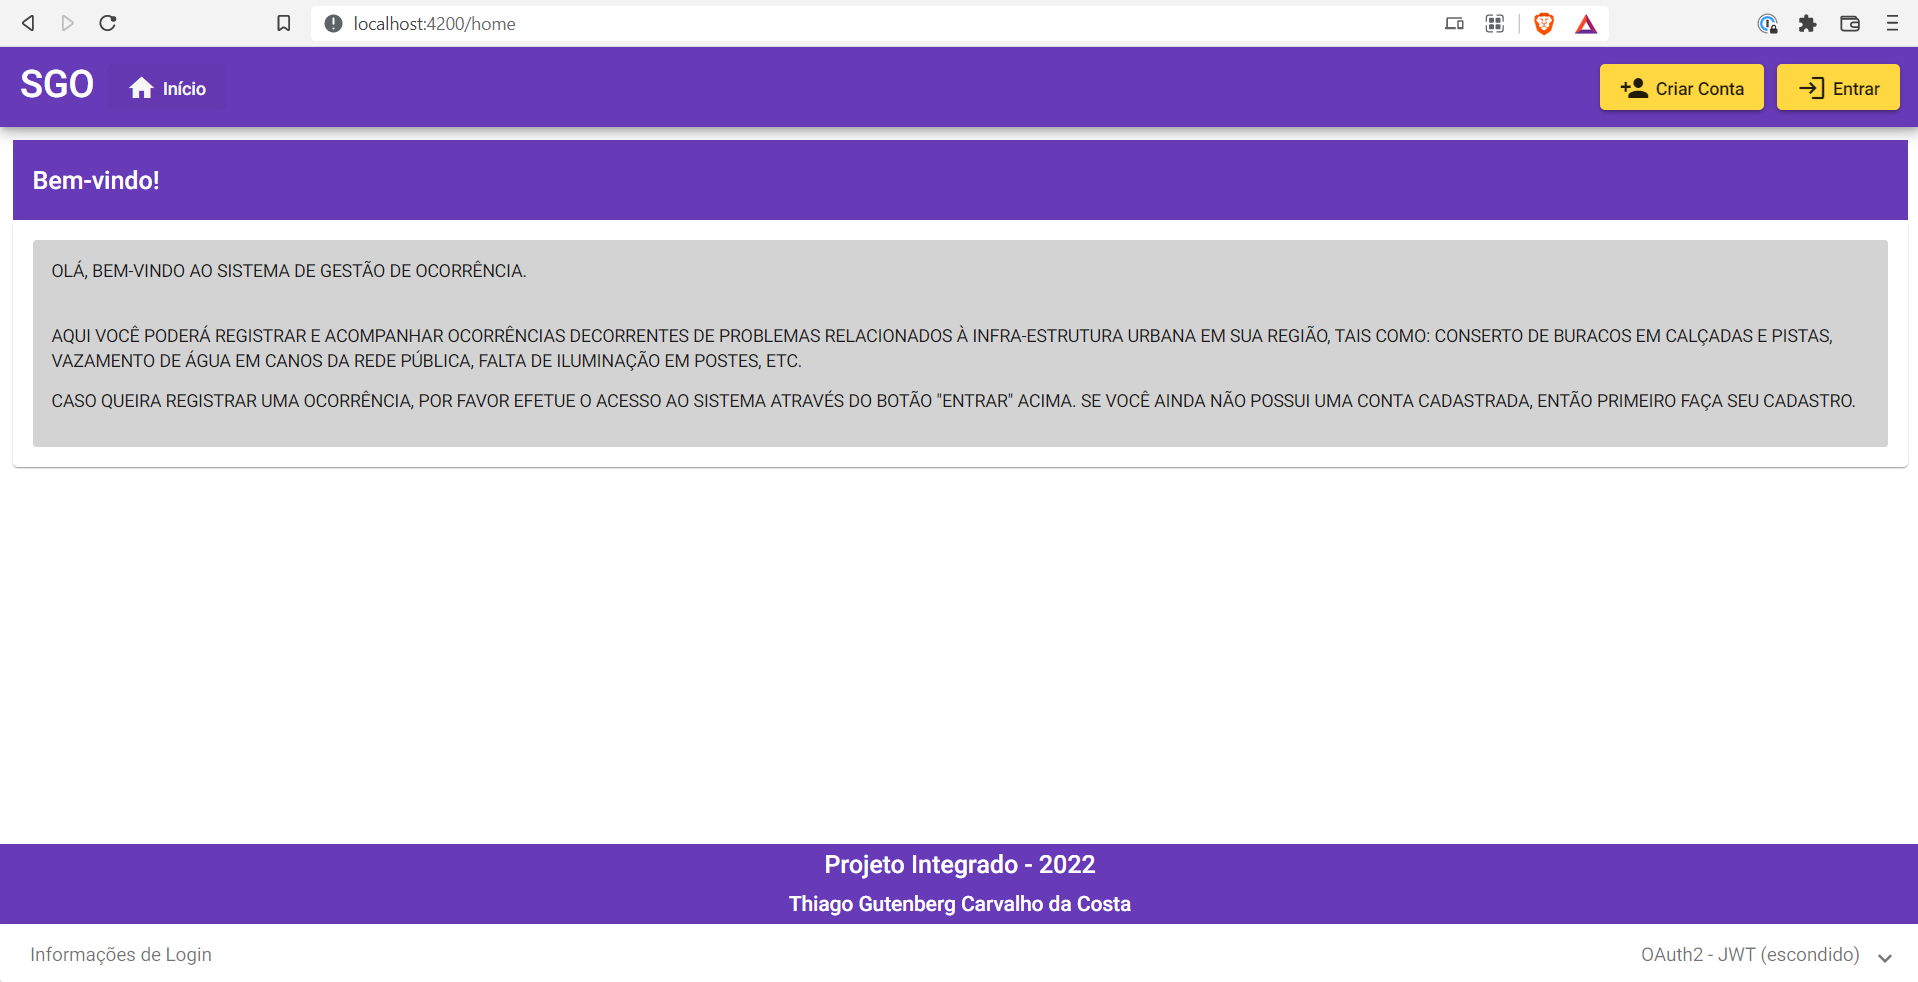 localhost:4200/home
SGO
Início
Criar Conta
Entrar
Bem-vindo!
OLÁ, BEM-VINDO AO SISTEMA DE GESTÃO DE OCORRÊNCIA.
AQUI VOCÊ PODERÁ REGISTRAR E ACOMPANHAR OCORRÊNCIAS DECORRENTES DE PROBLEMAS RELACIONADOS À INFRA-ESTRUTURA URBANA EM SUA REGIÃO, TAIS COMO: CONSERTO DE BURACOS EM CALÇADAS E PISTAS,
VAZAMENTO DE ÁGUA EM CANOS DA REDE PÚBLICA, FALTA DE ILUMINAÇÃO EM POSTES, ETC.
CASO QUEIRA REGISTRAR UMA OCORRÊNCIA, POR FAVOR EFETUE O ACESSO AO SISTEMA ATRAVÉS DO BOTÃO "ENTRAR" ACIMA. SE VOCÊ AINDA NÃO POSSUI UMA CONTA CADASTRADA, ENTÃO PRIMEIRO FAÇA SEU CADASTRO.
Projeto Integrado - 2022
Thiago Gutenberg Carvalho da Costa
Informações de Login
OAuth2 - JWT (escondido)